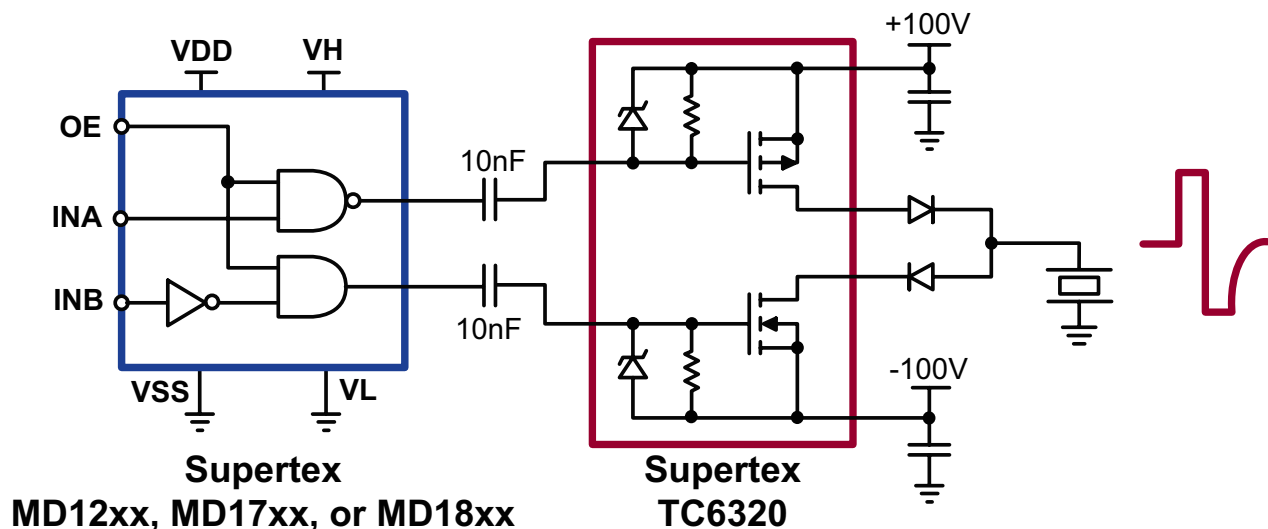 +100V
VDD
VH
OE
10nF
INA
INB
10nF
-100V
VSS
VL
Supertex
MD12xx, MD17xx, or MD18xx
Supertex
TC6320